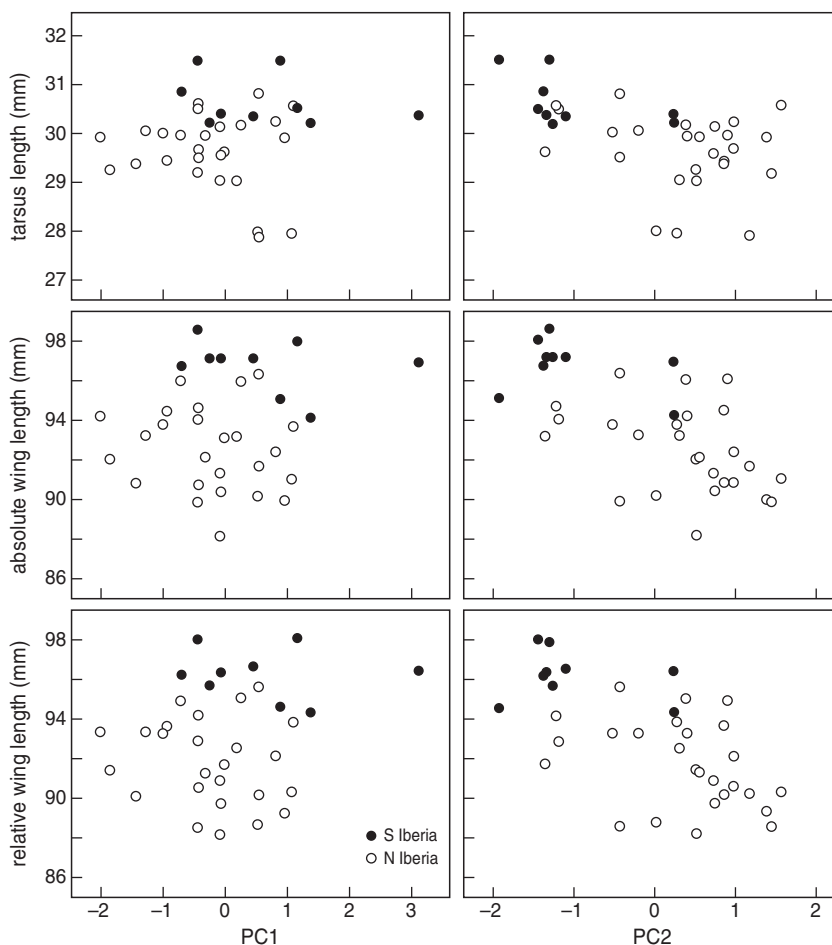 tarsus length (mm)
32
31
30
29
28
27
absolute wing length (mm)
98
94
90
86
relative wing length (mm)
98
94
90
86
S Iberia
N Iberia
−2 −1 0 1 2 3
PC1
−2 −1 0 1 2
PC2